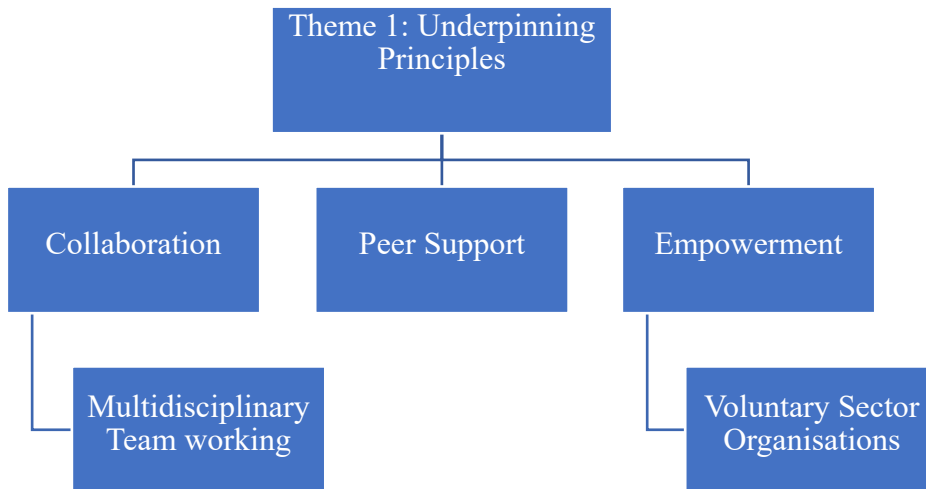 Theme 1: Underpinning
Principles
Collaboration
Peer Support
Empowerment
Multidisciplinary
Team working
Voluntary Sector
Organisations